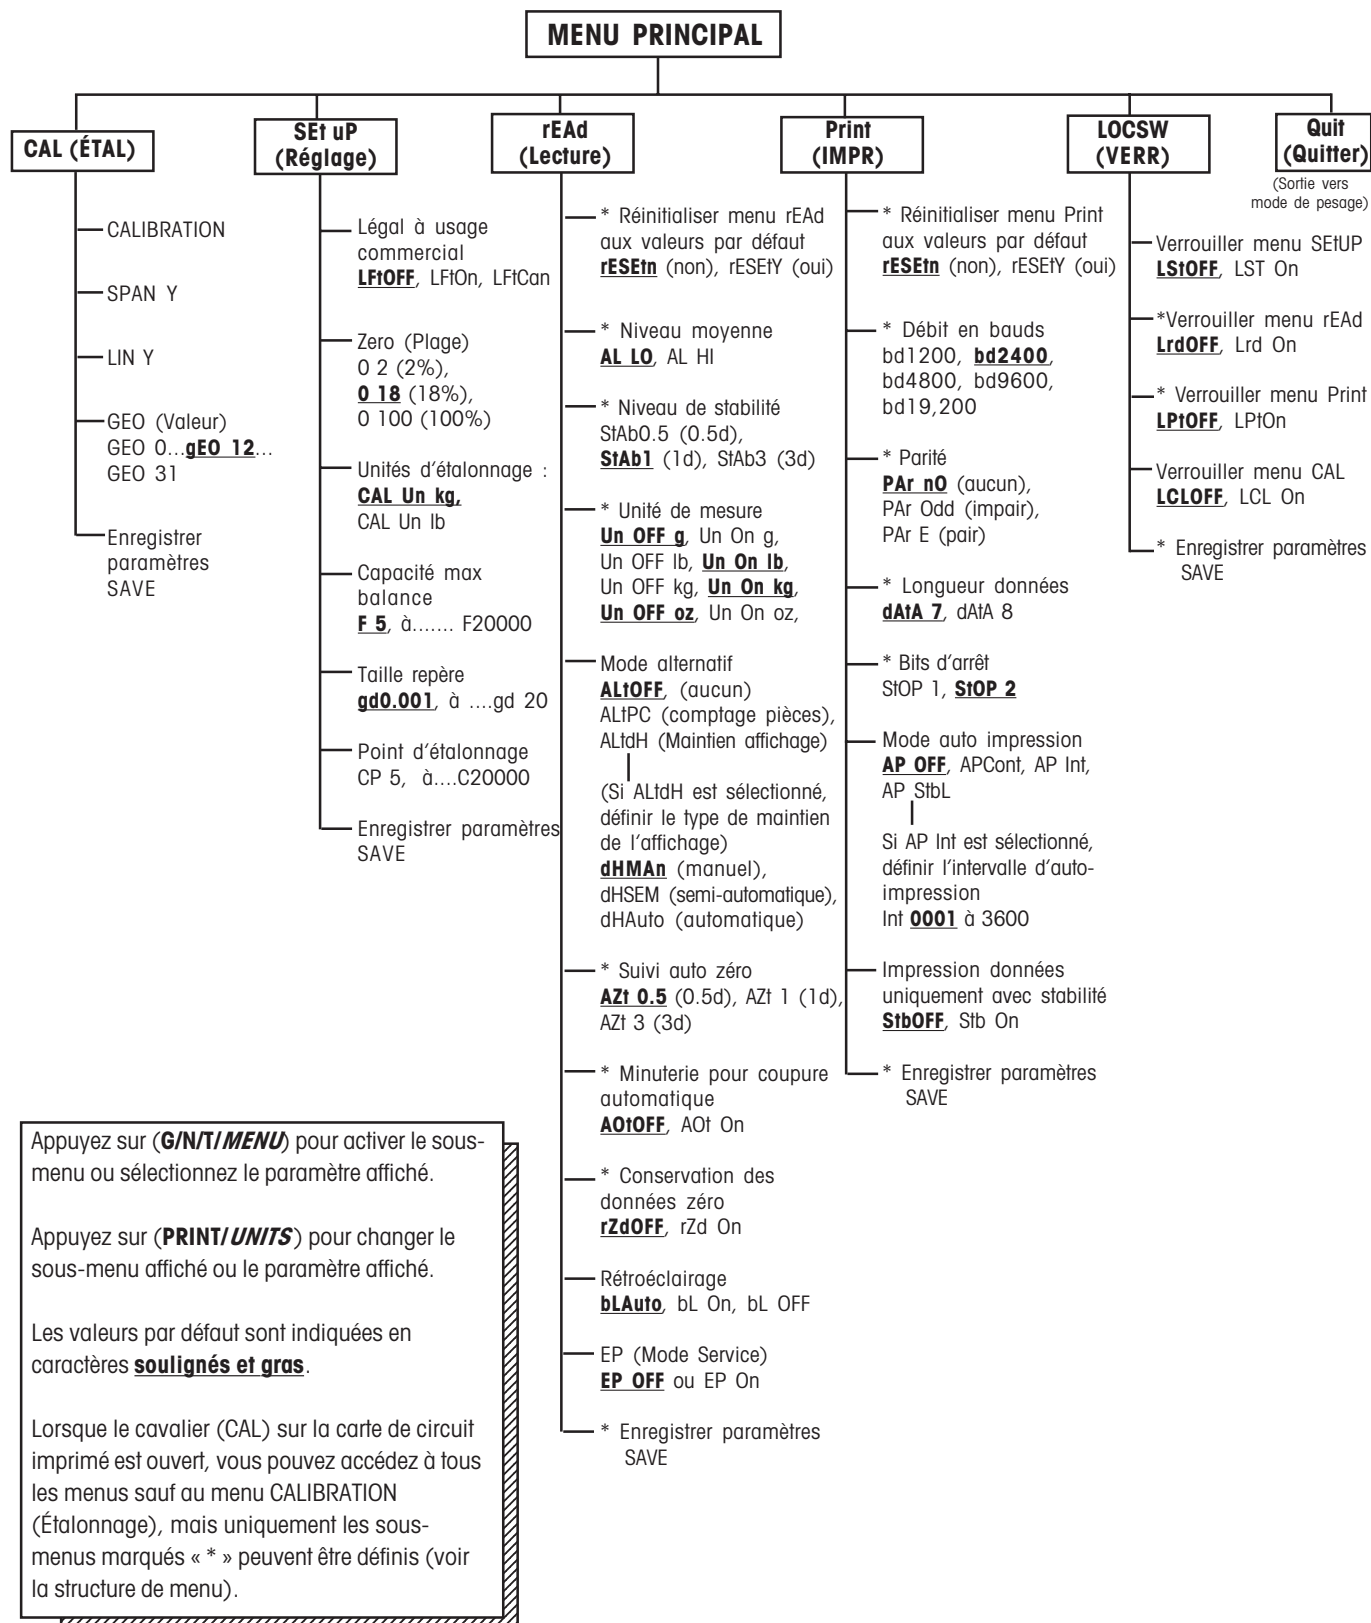 MENU PRINCIPAL
CAL (ÉTAL)
CALIBRATION
SPAN Y
LIN Y
GEO (Valeur)
GEO 0...gEO 12...
GEO 31
Enregistrer
paramètres
SAVE
SEt uP
(Réglage)
Légal à usage
commercial
LFtOFF, LFtOn, LFtCan
Zero (Plage)
0 2 (2%),
0 18 (18%),
0 100 (100%)
Unités d'étalonnage :
CAL Un kg,
CAL Un lb
Capacité max
balance
F 5, à....... F20000
Taille repère
gd0.001, à ....gd 20
Point d'étalonnage
CP 5, à....C20000
Enregistrer paramètres
SAVE
rEAd
(Lecture)
* Réinitialiser menu rEAd
aux valeurs par défaut
rESEtn (non), rESEtY (oui)
* Niveau moyenne
AL LO, AL HI
* Niveau de stabilité
StAb0.5 (0.5d),
StAb1 (1d), StAb3 (3d)
* Unité de mesure
Un OFF g, Un On g,
Un OFF lb, Un On lb,
Un OFF kg, Un On kg,
Un OFF oz, Un On oz,
Mode alternatif
ALtOFF, (aucun)
ALtPC (comptage pièces),
ALtdH (Maintien affichage)
(Si ALtdH est sélectionné,
définir le type de maintien
de l'affichage)
dHMAn (manuel),
dHSEM (semi-automatique),
dHAuto (automatique)
* Suivi auto zéro
AZt 0.5 (0.5d), AZt 1 (1d),
AZt 3 (3d)
* Minuterie pour coupure
automatique
AOtOFF, AOt On
* Conservation des
données zéro
rZdOFF, rZd On
Rétroéclairage
bLAuto, bL On, bL OFF
EP (Mode Service)
EP OFF ou EP On
* Enregistrer paramètres
SAVE
Print
(IMPR)
* Réinitialiser menu Print
aux valeurs par défaut
rESEtn (non), rESEtY (oui)
* Débit en bauds
bd1200, bd2400,
bd4800, bd9600,
bd19,200
* Parité
PAr nO (aucun),
PAr Odd (impair),
PAr E (pair)
* Longueur données
dAtA 7, dAtA 8
* Bits d'arrêt
StOP 1, StOP 2
Mode auto impression
AP OFF, APCont, AP Int,
AP StbL
Si AP Int est sélectionné,
définir l'intervalle d'auto-
impression
Int 0001 à 3600
Impression données
uniquement avec stabilité
StbOFF, Stb On
* Enregistrer paramètres
SAVE
LOCSW
(VERR)
Verrouiller menu SEtUP
LStOFF, LST On
*Verrouiller menu rEAd
LrdOFF, Lrd On
* Verrouiller menu Print
LPtOFF, LPtOn
Verrouiller menu CAL
LCLOFF, LCL On
* Enregistrer paramètres
SAVE
Quit
(Quitter)
(Sortie vers
mode de pesage)
Appuyez sur (G/N/T/MENU) pour activer le sous-
menu ou sélectionnez le paramètre affiché.
Appuyez sur (PRINT/UNITS) pour changer le
sous-menu affiché ou le paramètre affiché.
Les valeurs par défaut sont indiquées en
caractères soulignés et gras.
Lorsque le cavalier (CAL) sur la carte de circuit
imprimé est ouvert, vous pouvez accédez à tous
les menus sauf au menu CALIBRATION
(Étalonnage), mais uniquement les sous-
menus marqués « * » peuvent être définis (voir
la structure de menu).